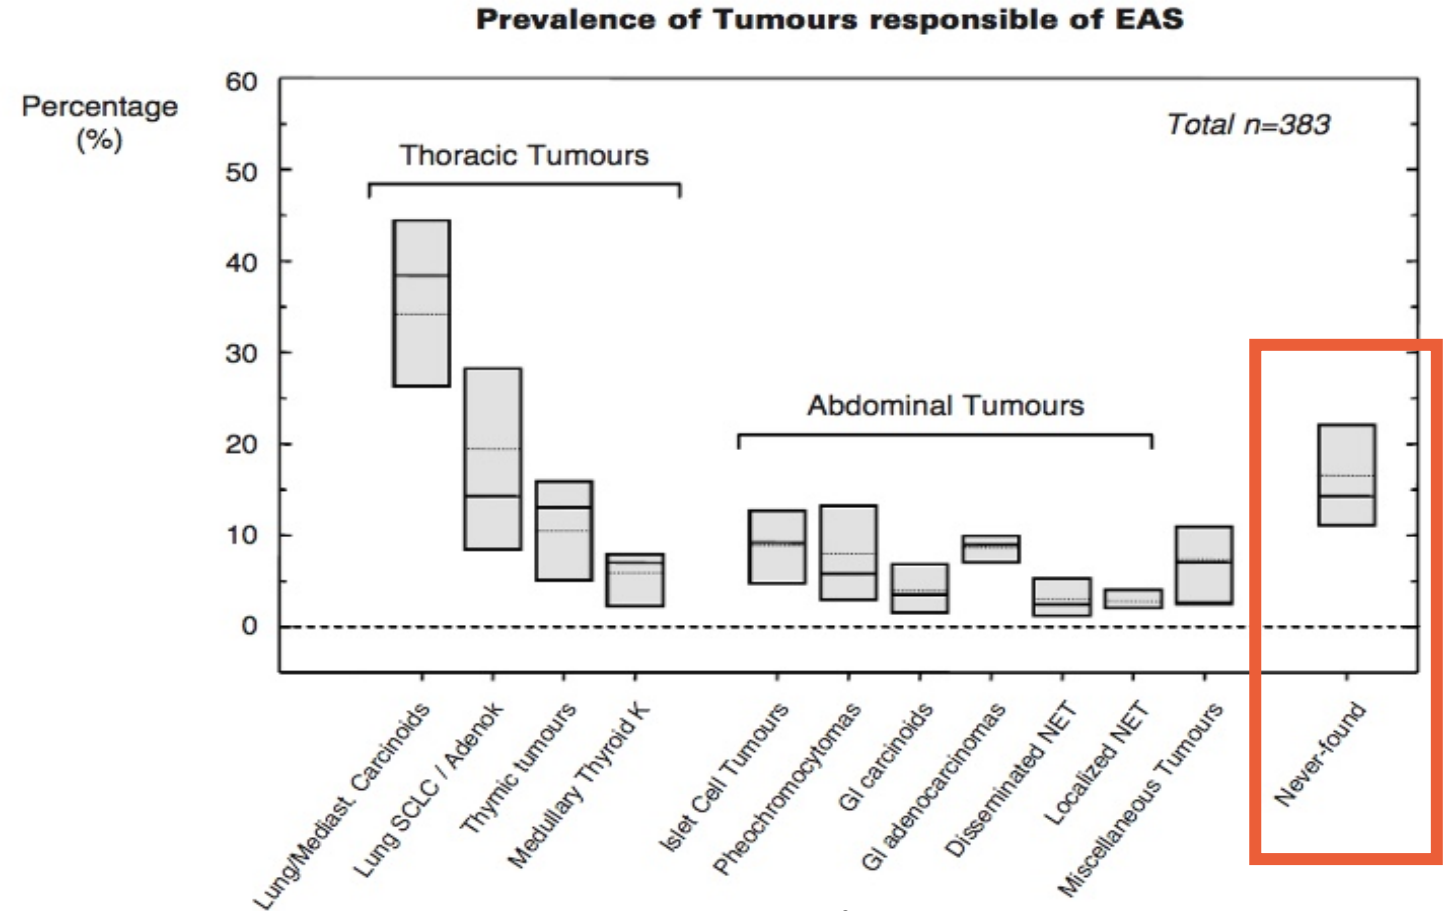 Prevalence of Tumours responsible of EAS
Percentage
(%)
60
50
40
30
20
10
0
Total n=383
Thoracic Tumours
Abdominal Tumours
Lung/Mediast. Carcinoids
Lung SCLC / Adenok
Thymic tumours
Medullary Thyroid K
Islet Cell Tumours
Pheochromocytomas
GI carcinoids
GI adenocarcinomas
Disseminated NET
Localized NET
Miscellaneous Tumours
Never-found